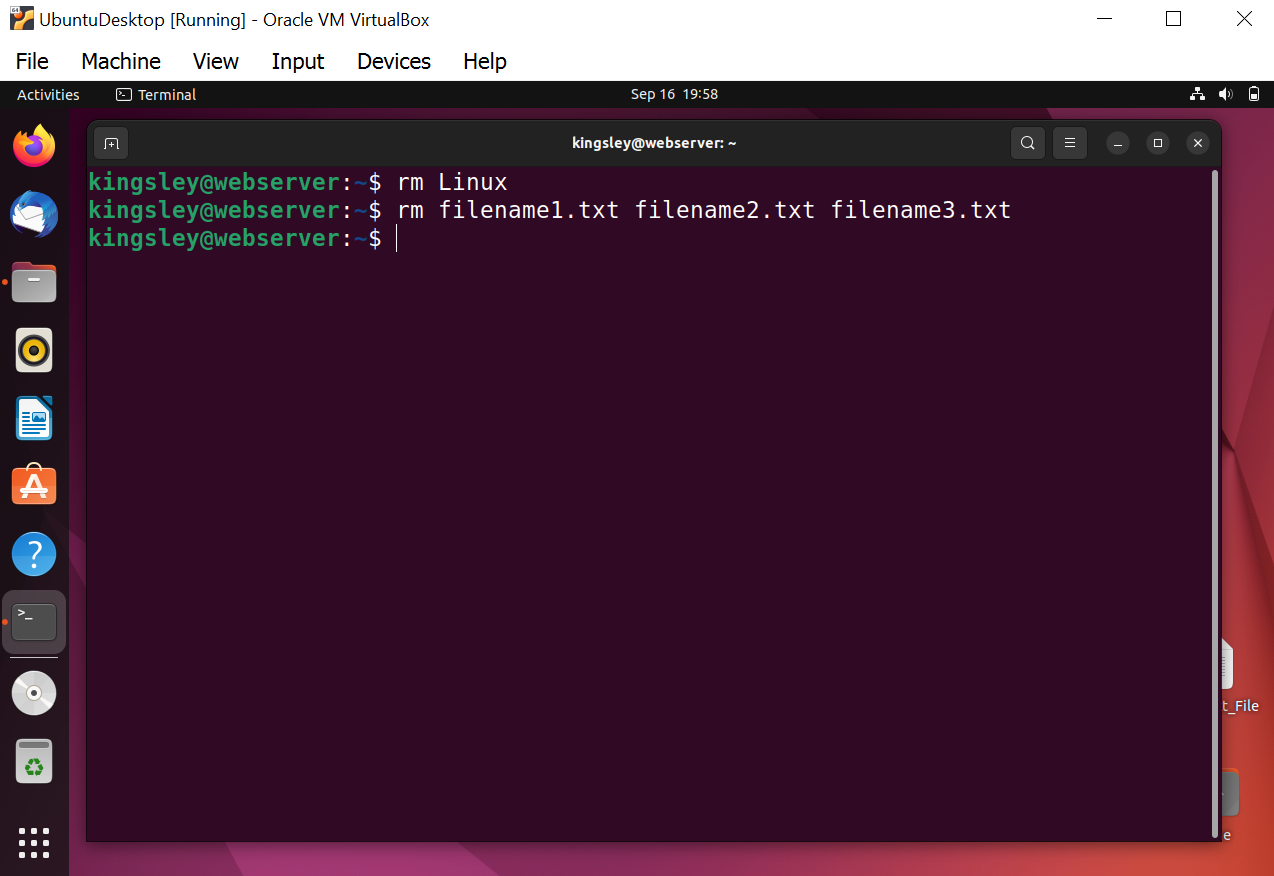 UbuntuDesktop [Running] - Oracle VM VirtualBox
File Machine View Input Devices Help
Activities Terminal Sep 16 19:58
kingsley@webserver: ~
kingsley@webserver:~$ rm Linux
kingsley@webserver:~$ rm filename1.txt filename2.txt filename3.txt
kingsley@webserver:~$
>_
t_File
e